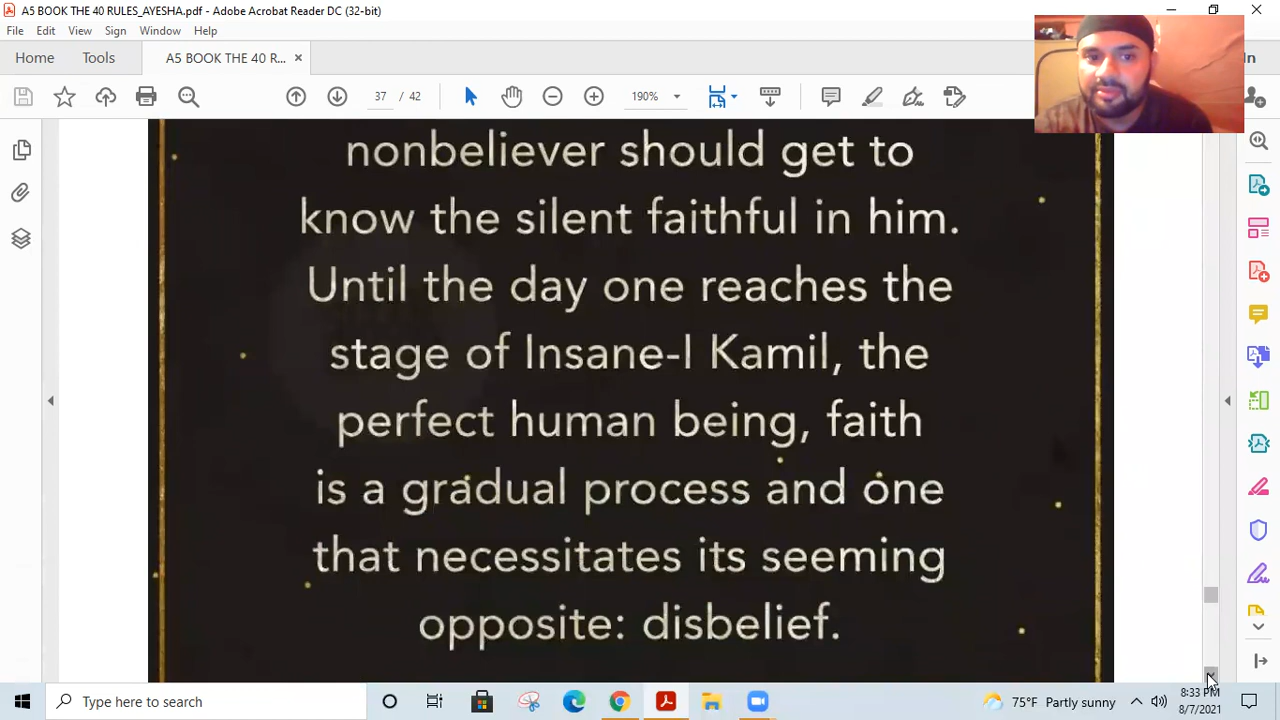 A5 BOOK THE 40 RULES_AYESHA.pdf - Adobe Acrobat Reader DC (32-bit)
File Edit View Sign Window Help
Home Tools A5 BOOK THE 40 R... In
37 / 42 190%
nonbeliever should get to
know the silent faithful in him.
Until the day one reaches the
stage of Insane-I Kamil, the
perfect human being, faith
is a gradual process and one
that necessitates its seeming
opposite: disbelief.
Type here to search
75°F Partly sunny
8:33 PM
8/7/2021